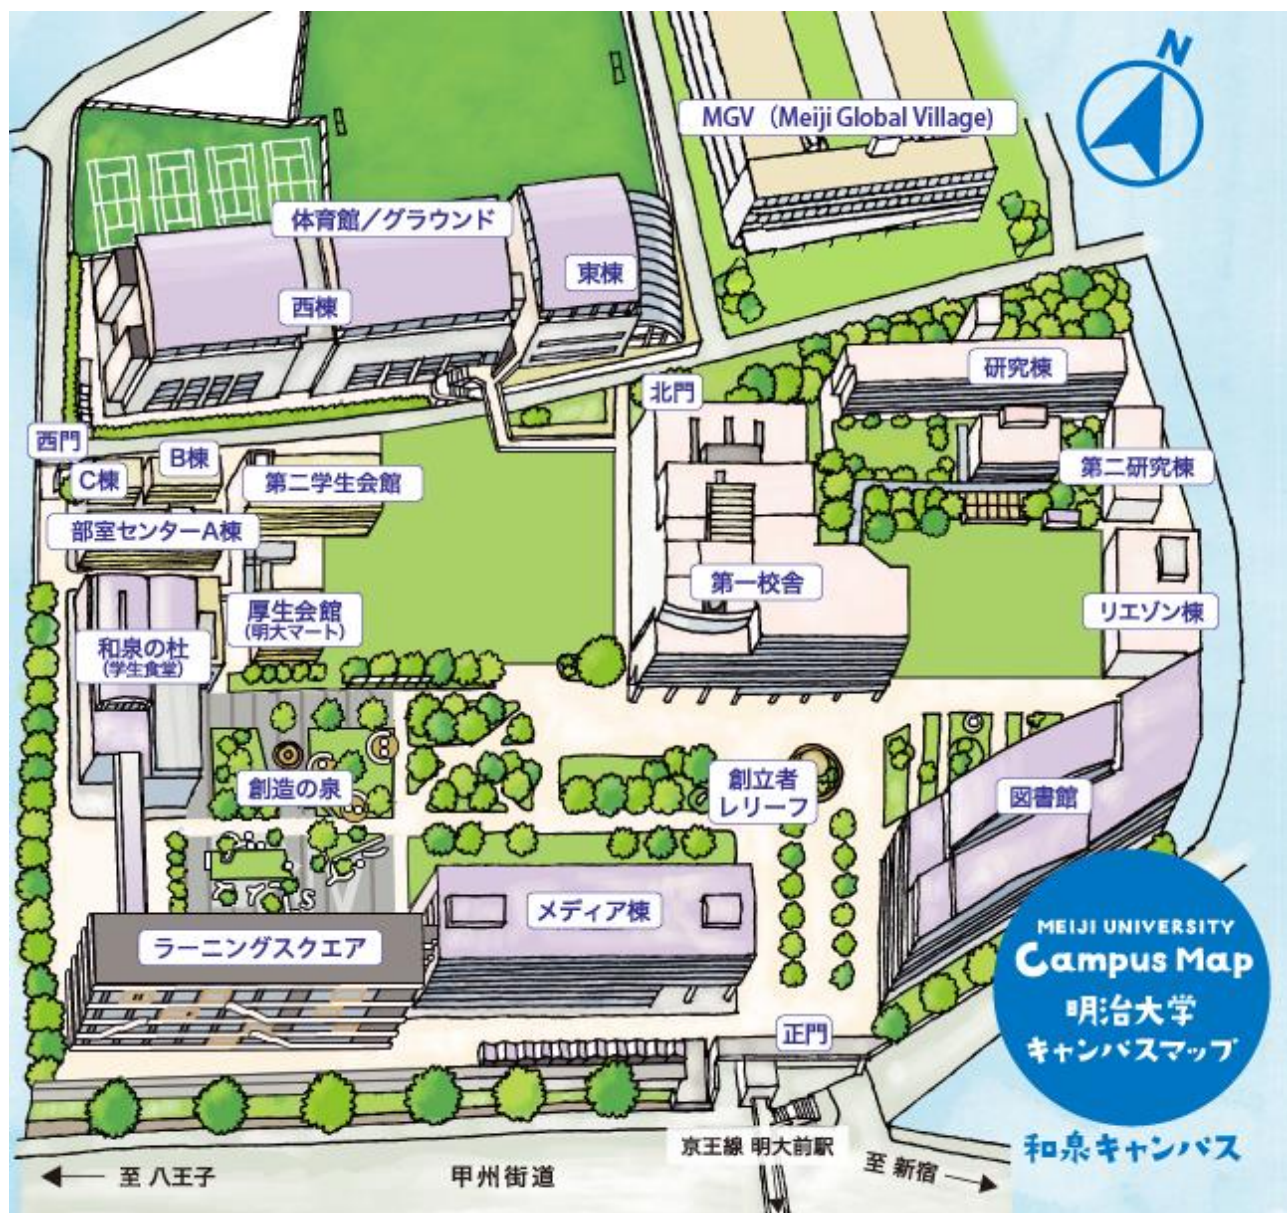 N
MGV（Meiji Global Village)
体育館／グラウンド
東棟
西棟
研究棟
北門
西門
B棟
C棟
第二学生会館
第二研究棟
部室センターA棟
第一校舎
厚生会館
(明大マート)
リエゾン棟
和泉の杜
(学生食堂)
創造の泉
創立者
レリーフ
図書館
メディア棟
ラーニングスクエア
MEIJI UNIVERSITY
Campus Map
明治大学
キャンパスマップ
正門
京王線 明大前駅
和泉キャンパス
至 八王子
甲州街道
至 新宿